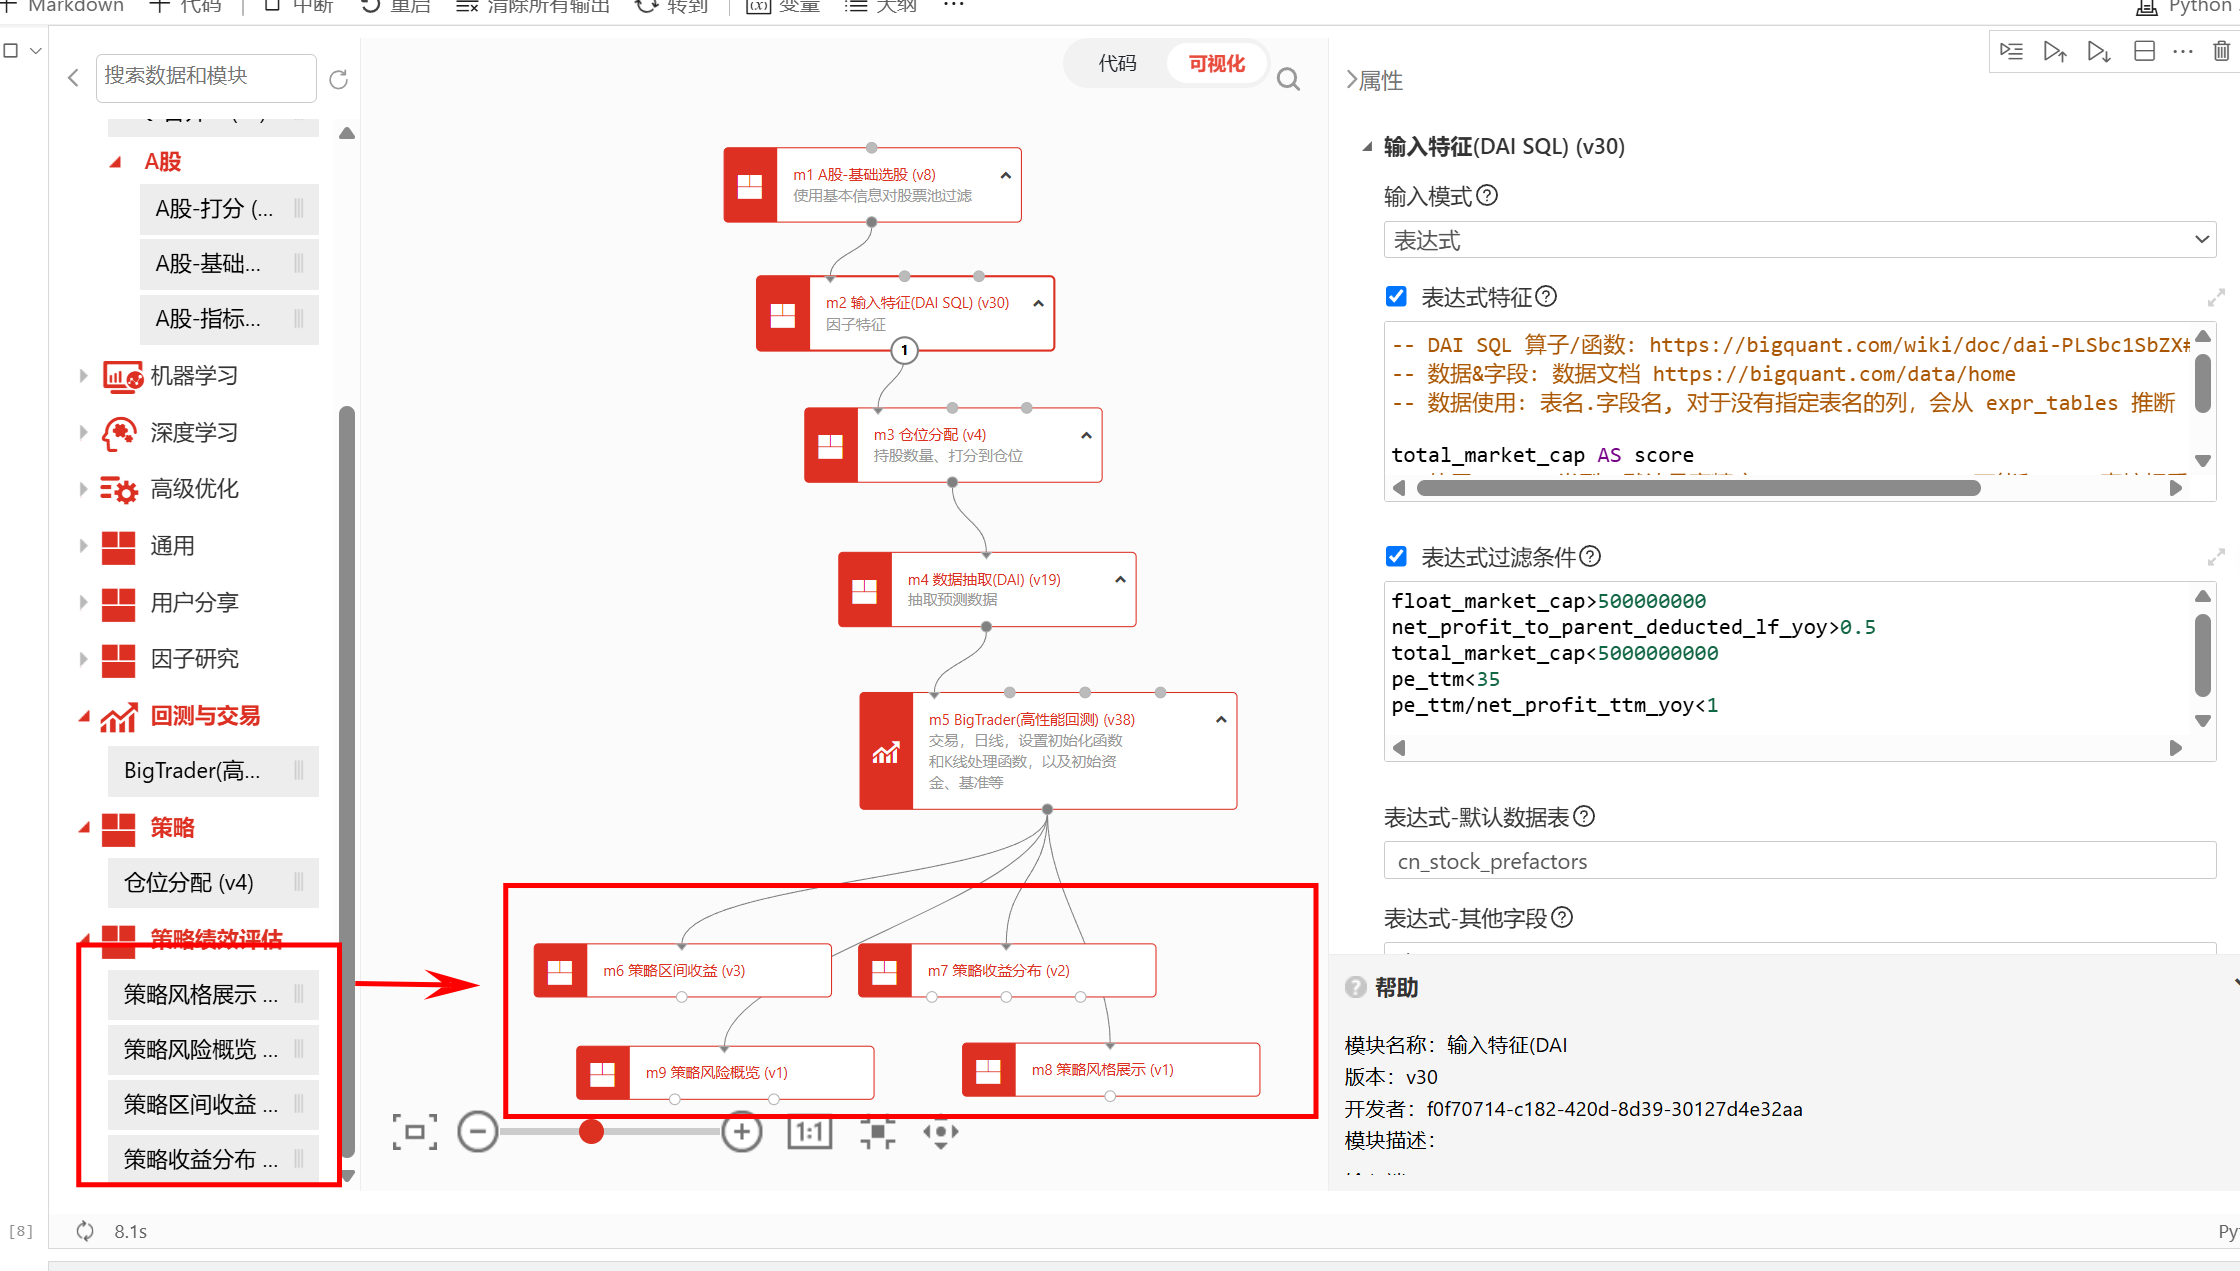 Markdown
代码
中断
重启
清除所有输出
转到
变量
大纲
...
Python
搜索数据和模块
A股
A股-打分 (...
A股-基础...
A股-指标...
机器学习
深度学习
高级优化
通用
用户分享
因子研究
回测与交易
BigTrader(高...
策略
仓位分配 (v4)
策略绩效评估
策略风格展示 ...
策略风险概览 ...
策略区间收益 ...
策略收益分布 ...
代码
可视化
m1 A股-基础选股 (v8)
使用基本信息对股票池过滤
m2 输入特征(DAI SQL) (v30)
因子特征
1
m3 仓位分配 (v4)
持股数量、打分到仓位
m4 数据抽取(DAI) (v19)
抽取预测数据
m5 BigTrader(高性能回测) (v38)
交易，日线，设置初始化函数
和K线处理函数，以及初始资
金、基准等
m6 策略区间收益 (v3)
m7 策略收益分布 (v2)
m9 策略风险概览 (v1)
m8 策略风格展示 (v1)
1:1
属性
输入特征(DAI SQL) (v30)
输入模式
表达式
表达式特征
-- DAI SQL 算子/函数: https://bigquant.com/wiki/doc/dai-PLSbc1SbZX#
-- 数据&字段: 数据文档 https://bigquant.com/data/home
-- 数据使用: 表名.字段名, 对于没有指定表名的列，会从 expr_tables 推断
total_market_cap AS score
表达式过滤条件
float_market_cap>500000000
net_profit_to_parent_deducted_lf_yoy>0.5
total_market_cap<5000000000
pe_ttm<35
pe_ttm/net_profit_ttm_yoy<1
表达式-默认数据表
cn_stock_prefactors
表达式-其他字段
帮助
模块名称：输入特征(DAI
版本：v30
开发者：f0f70714-c182-420d-8d39-30127d4e32aa
模块描述：
[8]
8.1s
Py